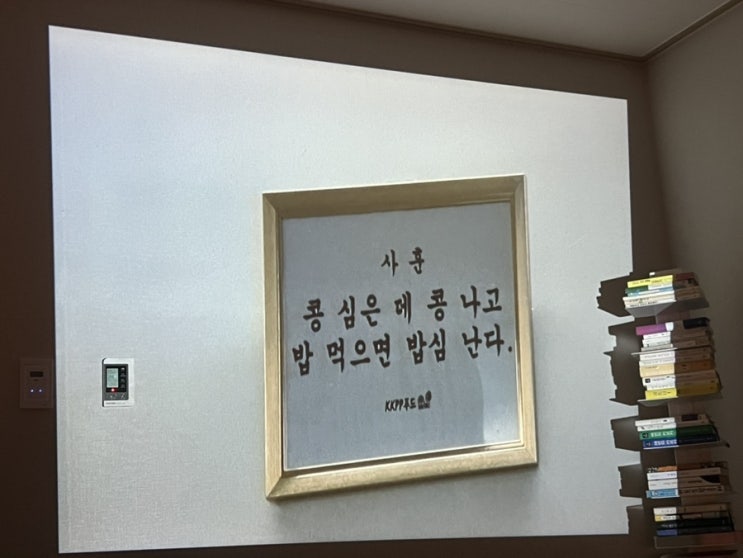 사 훈
콩 심은 데 콩 나고
밥 먹으면 밥심 난다.
KKPP푸드